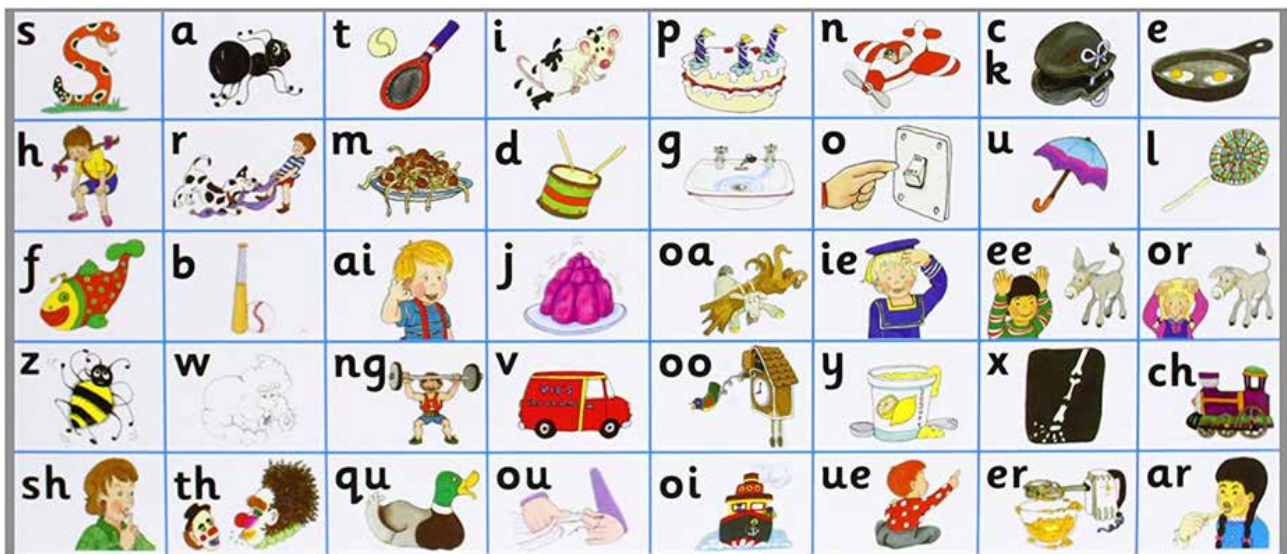 s a t i p n c k e
h r m d g o u l
f b ai j oa ie ee or
z w ng v oo y x ch
sh th qu ou oi ue er ar